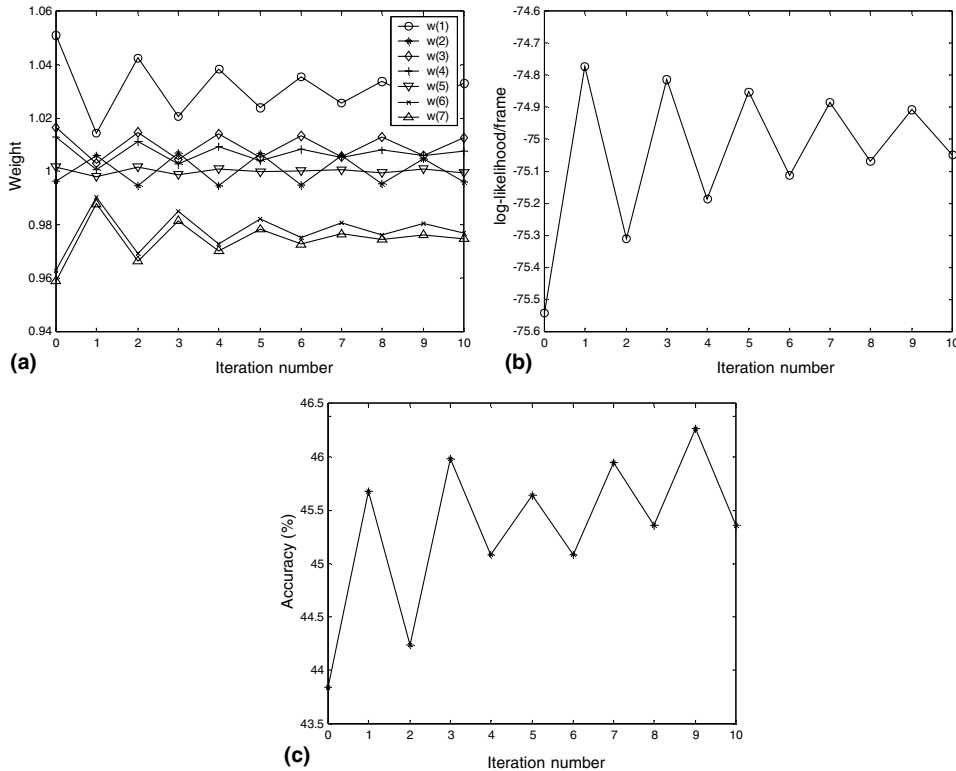 1.06
1.04
1.02
1
0.98
0.96
0.94
Weight
0 1 2 3 4 5 6 7 8 9 10
Iteration number
w(1)
w(2)
w(3)
w(4)
w(5)
w(6)
w(7)
(a)
-74.6
-74.7
-74.8
-74.9
-75
-75.1
-75.2
-75.3
-75.4
-75.5
-75.6
log-likelihood/frame
0 1 2 3 4 5 6 7 8 9 10
Iteration number
(b)
46.5
46
45.5
45
44.5
44
43.5
Accuracy (%)
0 1 2 3 4 5 6 7 8 9 10
Iteration number
(c)